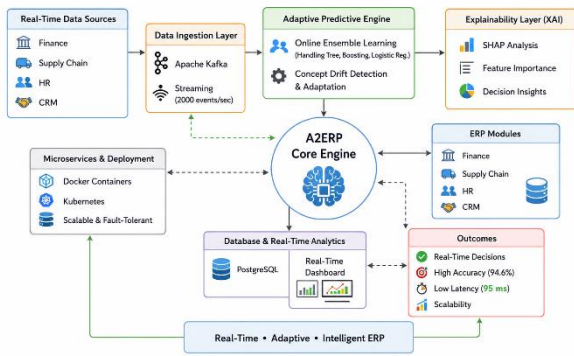 Real-Time Data Sources
Finance
Supply Chain
HR
CRM
Data Ingestion Layer
Apache Kafka
Streaming
(2000 events/sec)
Adaptive Predictive Engine
Online Ensemble Learning
(Handling Tree, Boosting, Logistic Reg.)
Concept Drift Detection
& Adaptation
Explainability Layer (XAI)
SHAP Analysis
Feature Importance
Decision Insights
Microservices & Deployment
Docker Containers
Kubernetes
Scalable & Fault-Tolerant
A2ERP
Core Engine
ERP Modules
Finance
Supply Chain
HR
CRM
Database & Real-Time Analytics
PostgreSQL
Real-Time
Dashboard
Outcomes
Real-Time Decisions
High Accuracy (94.6%)
Low Latency (95 ms)
Scalability
Real-Time • Adaptive • Intelligent ERP